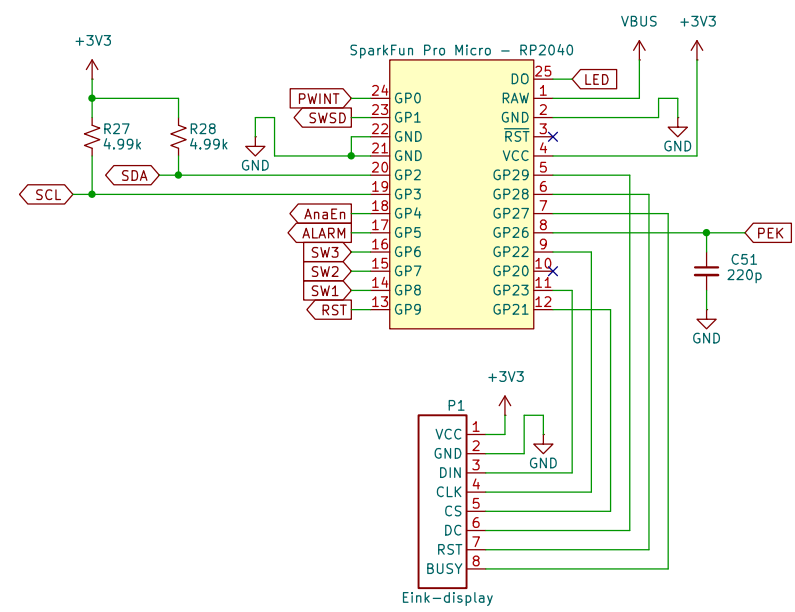 VBUS +3V3
+3V3
SparkFun Pro Micro – RP2040
DO 25 LED
PWINT 24 GP0 RAW 1
SWSD 23 GP1 GND 2
22 GND RST 3
GND 21 GND VCC 4 GND
R27 4.99k
R28 4.99k
SDA 20 GP2 GP29 5
SCL 19 GP3 GP28 6
AnaEn 18 GP4 GP27 7
ALARM 17 GP5 GP26 8 PEK
SW3 16 GP6 GP22 9
SW2 15 GP7 GP20 10
SW1 14 GP8 GP23 11
RST 13 GP9 GP21 12
C51
220p
GND
+3V3
P1
VCC 1
GND 2
GND
DIN 3
CLK 4
CS 5
DC 6
RST 7
BUSY 8
Eink-display